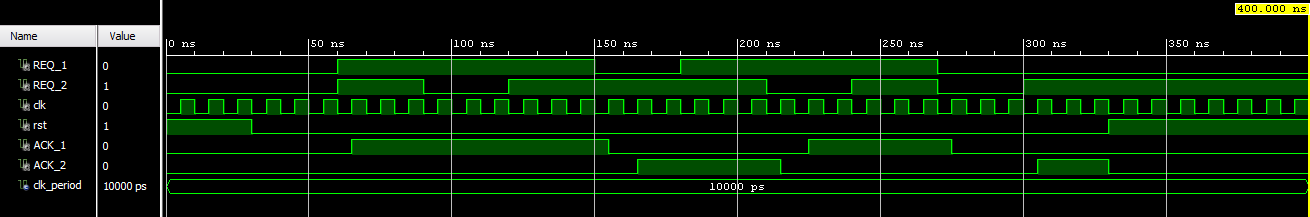 400.000 ns
Name Value
0 ns 50 ns 100 ns 150 ns 200 ns 250 ns 300 ns 350 ns
REQ_1 0
REQ_2 1
clk 0
rst 1
ACK_1 0
ACK_2 0
clk_period 10000 ps 10000 ps